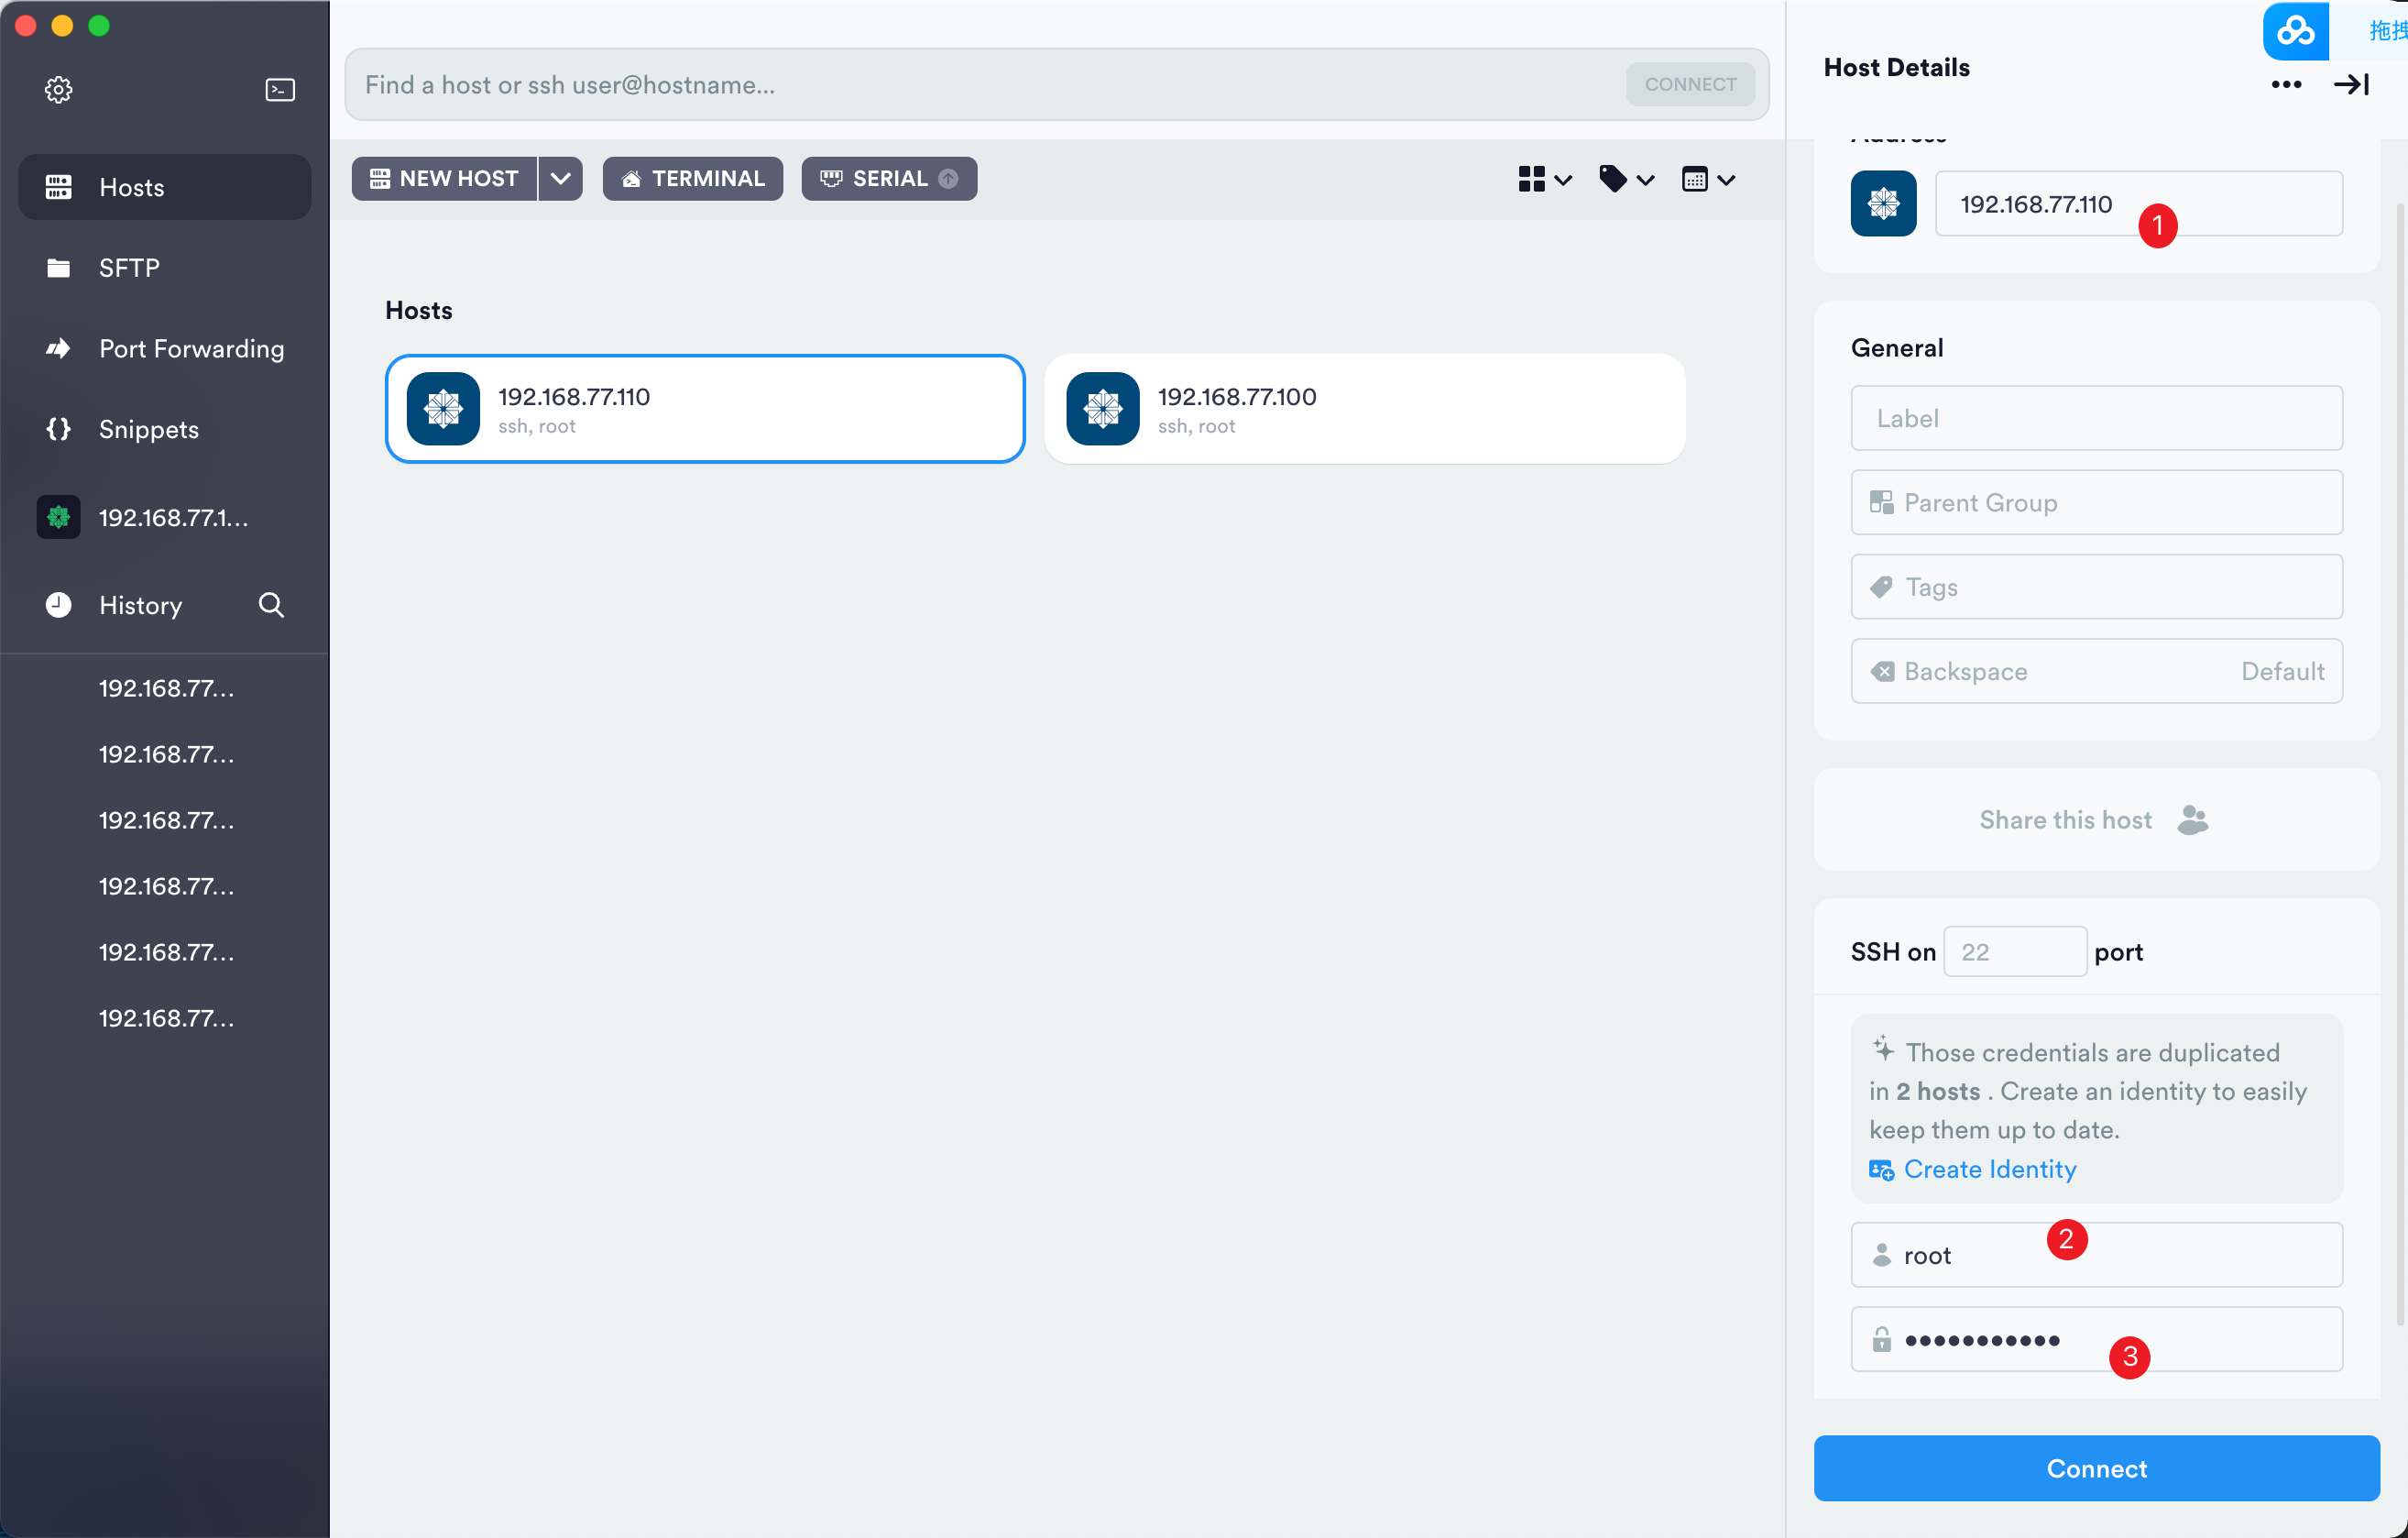 Hosts
SFTP
Port Forwarding
Snippets
192.168.77.1...
History
192.168.77...
192.168.77...
192.168.77...
192.168.77...
192.168.77...
192.168.77...
Find a host or ssh user@hostname...
CONNECT
NEW HOST
TERMINAL
SERIAL
Hosts
192.168.77.110
ssh, root
192.168.77.100
ssh, root
拖拽
Host Details
Address
192.168.77.110
1
General
Label
Parent Group
Tags
Backspace Default
Share this host
SSH on 22 port
Those credentials are duplicated
in 2 hosts . Create an identity to easily
keep them up to date.
Create Identity
2
root
•••••••••••
3
Connect